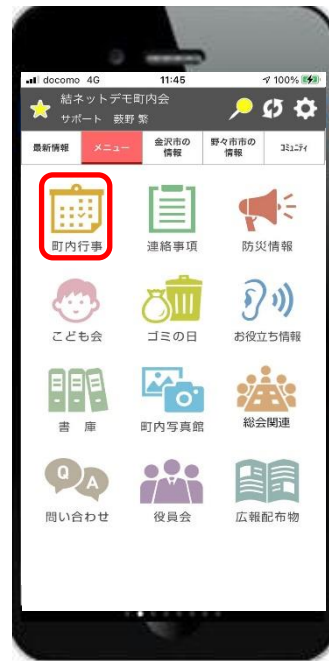 docomo 4G 11:45 100%
結ネットデモ町内会
サポート 薮野 繁
最新情報 メニュー 金沢市の情報 野々市市の情報 ｺﾐｭﾆﾃｨ
町内行事 連絡事項 防災情報
こども会 ゴミの日 お役立ち情報
書 庫 町内写真館 総会関連
Q A
問い合わせ 役員会 広報配布物